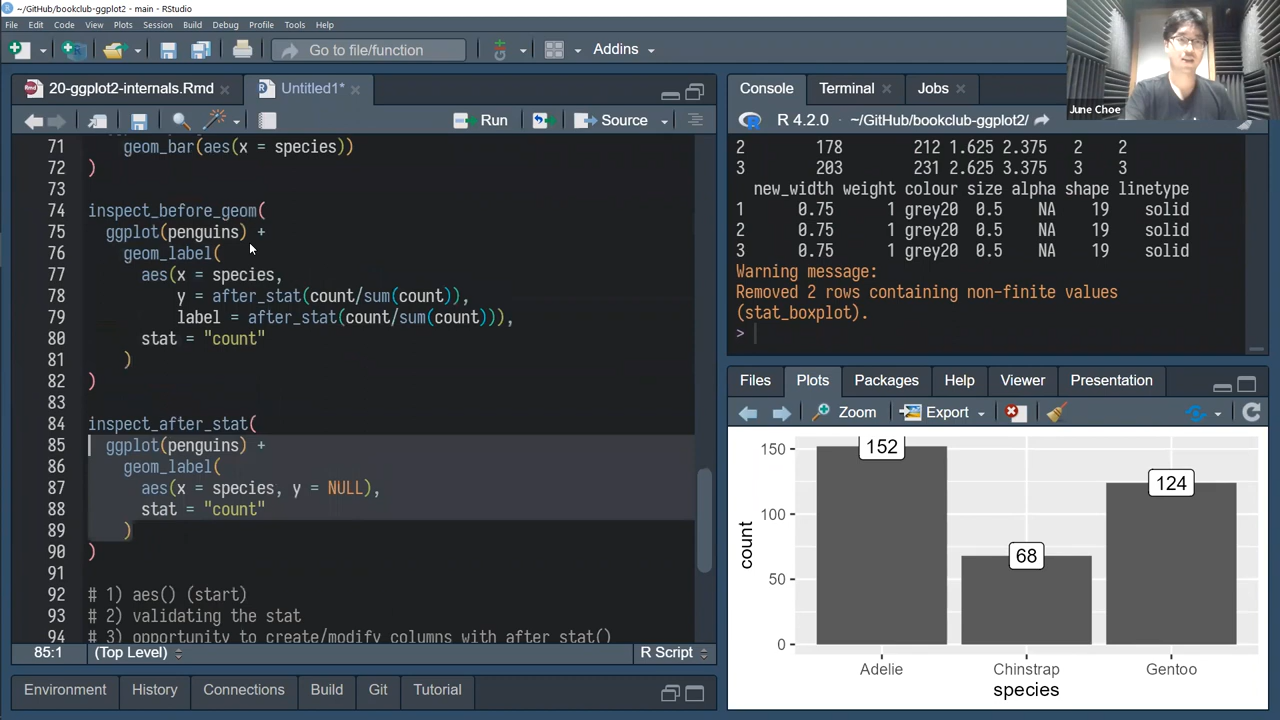 ~/GitHub/bookclub-ggplot2 - main - RStudio
File Edit Code View Plots Session Build Debug Profile Tools Help
Go to file/function
Addins
20-ggplot2-internals.Rmd
Untitled1*
Run
Source
71 geom_bar(aes(x = species))
72 )
73
74 inspect_before_geom(
75 ggplot(penguins) +
76 geom_label(
77 aes(x = species,
78 y = after_stat(count/sum(count)),
79 label = after_stat(count/sum(count))),
80 stat = "count"
81 )
82 )
83
84 inspect_after_stat(
85 ggplot(penguins) +
86 geom_label(
87 aes(x = species, y = NULL),
88 stat = "count"
89 )
90 )
91
92 # 1) aes() (start)
93 # 2) validating the stat
94 # 3) opportunity to create/modify columns with after_stat()
85:1 (Top Level) R Script
Environment History Connections Build Git Tutorial
June Choe
Console Terminal Jobs
R 4.2.0 · ~/GitHub/bookclub-ggplot2/
2 178 212 1.625 2.375 2 2
3 203 231 2.625 3.375 3 3
new_width weight colour size alpha shape linetype
1 0.75 1 grey20 0.5 NA 19 solid
2 0.75 1 grey20 0.5 NA 19 solid
3 0.75 1 grey20 0.5 NA 19 solid
Warning message:
Removed 2 rows containing non-finite values
(stat_boxplot).
>
Files Plots Packages Help Viewer Presentation
Zoom Export
150
100
50
0
count
152
68
124
Adelie Chinstrap Gentoo
species